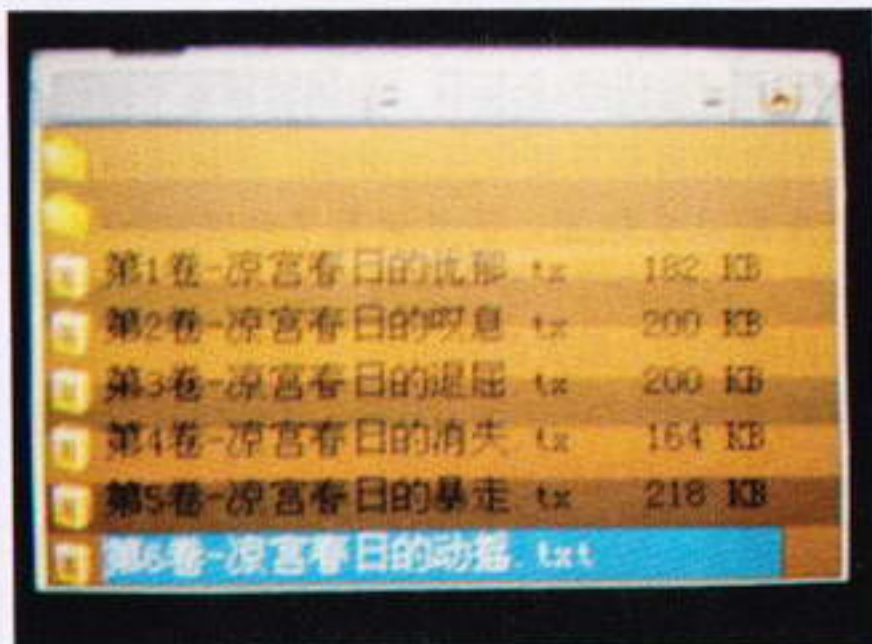 第1卷-凉宫春日的忧郁.tx 182 KB
第2卷-凉宫春日的叹息.tx 200 KB
第3卷-凉宫春日的退屈.tx 200 KB
第4卷-凉宫春日的消失.tx 164 KB
第5卷-凉宫春日的暴走.tx 218 KB
第6卷-凉宫春日的动摇.txt